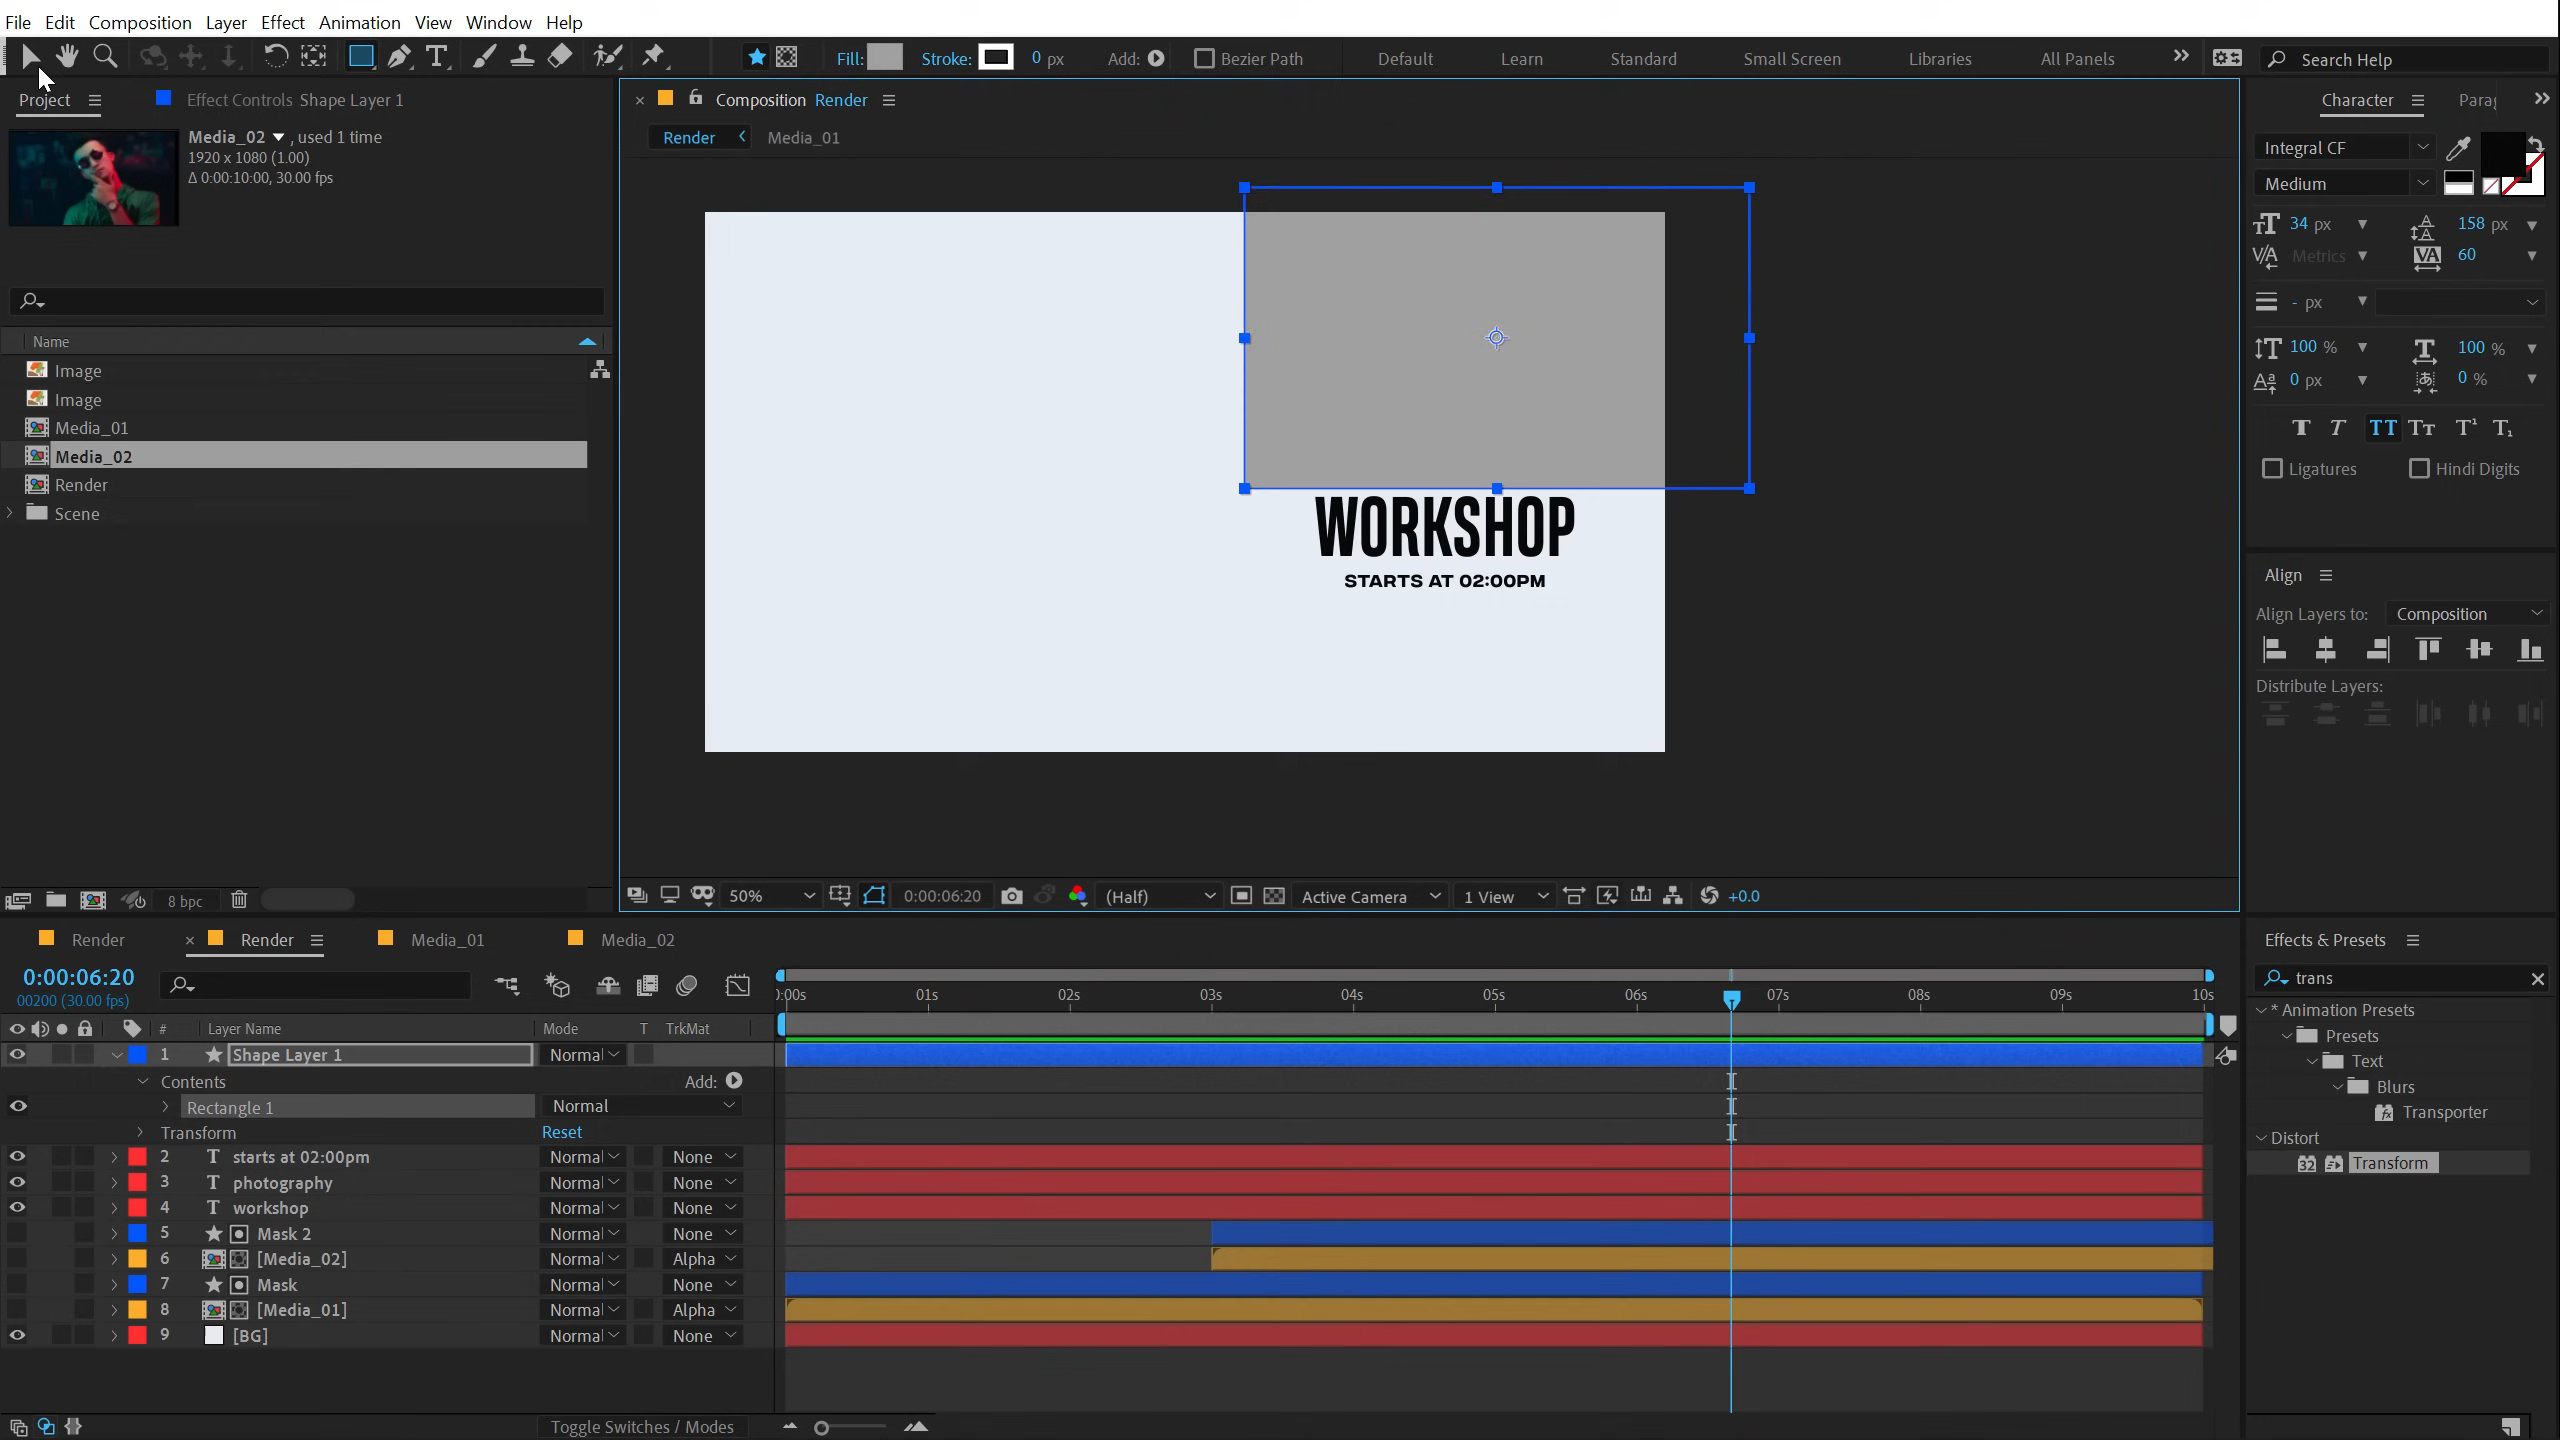 File Edit Composition Layer Effect Animation View Window Help
Fill: Stroke: 0 px Add: Bezier Path Default Learn Standard Small Screen Libraries All Panels Search Help
Project Effect Controls Shape Layer 1
Media_02 , used 1 time
1920 x 1080 (1.00)
Δ 0:00:10:00, 30.00 fps
Name
Image
Image
Media_01
Media_02
Render
Scene
8 bpc
Composition Render
Render Media_01
WORKSHOP
STARTS AT 02:00PM
50% 0:00:06:20 (Half) Active Camera 1 View +0.0
Character
Integral CF
Medium
34 px 158 px
Metrics 60
- px
100 % 100 %
0 px 0 %
Ligatures Hindi Digits
Align
Align Layers to: Composition
Distribute Layers:
Effects & Presets
trans
* Animation Presets
Presets
Text
Blurs
Transporter
Distort
Transform
Render Render Media_01 Media_02
0:00:06:20
00200 (30.00 fps)
:00s 01s 02s 03s 04s 05s 06s 07s 08s 09s 10s
# Layer Name Mode T TrkMat
1 Shape Layer 1 Normal
Contents Add:
Rectangle 1 Normal
Transform Reset
2 T starts at 02:00pm Normal None
3 T photography Normal None
4 T workshop Normal None
5 Mask 2 Normal None
6 [Media_02] Normal Alpha
7 Mask Normal None
8 [Media_01] Normal Alpha
9 [BG] Normal None
Toggle Switches / Modes